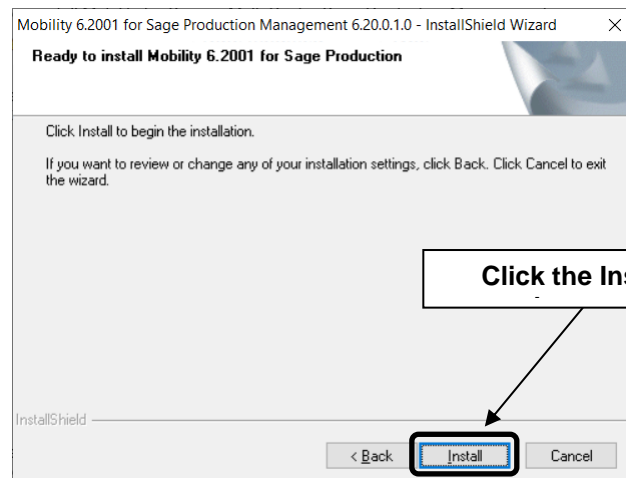 Mobility 6.2001 for Sage Production Management 6.20.0.1.0 - InstallShield Wizard
Ready to install Mobility 6.2001 for Sage Production
Click Install to begin the installation.
If you want to review or change any of your installation settings, click Back. Click Cancel to exit
the wizard.
Click the
InstallShield
< Back Install Cancel